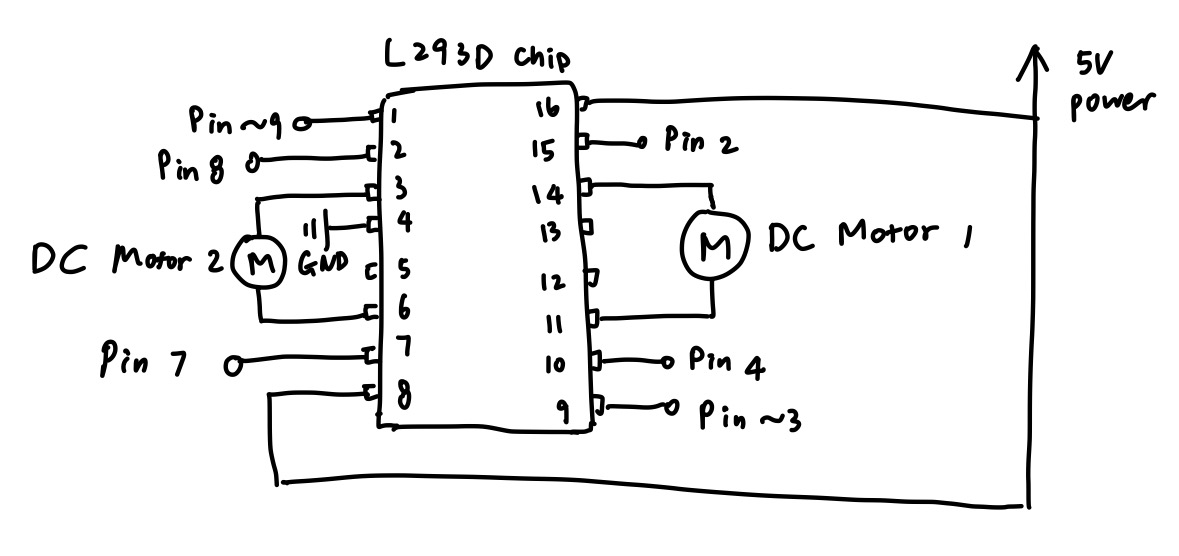 L293D chip
5V
power
Pin ~9
1
16
Pin 8
2
15
Pin 2
3
14
4
13
GND
DC Motor 2
M
M
DC Motor 1
5
12
6
11
Pin 7
7
10
Pin 4
8
9
Pin ~3